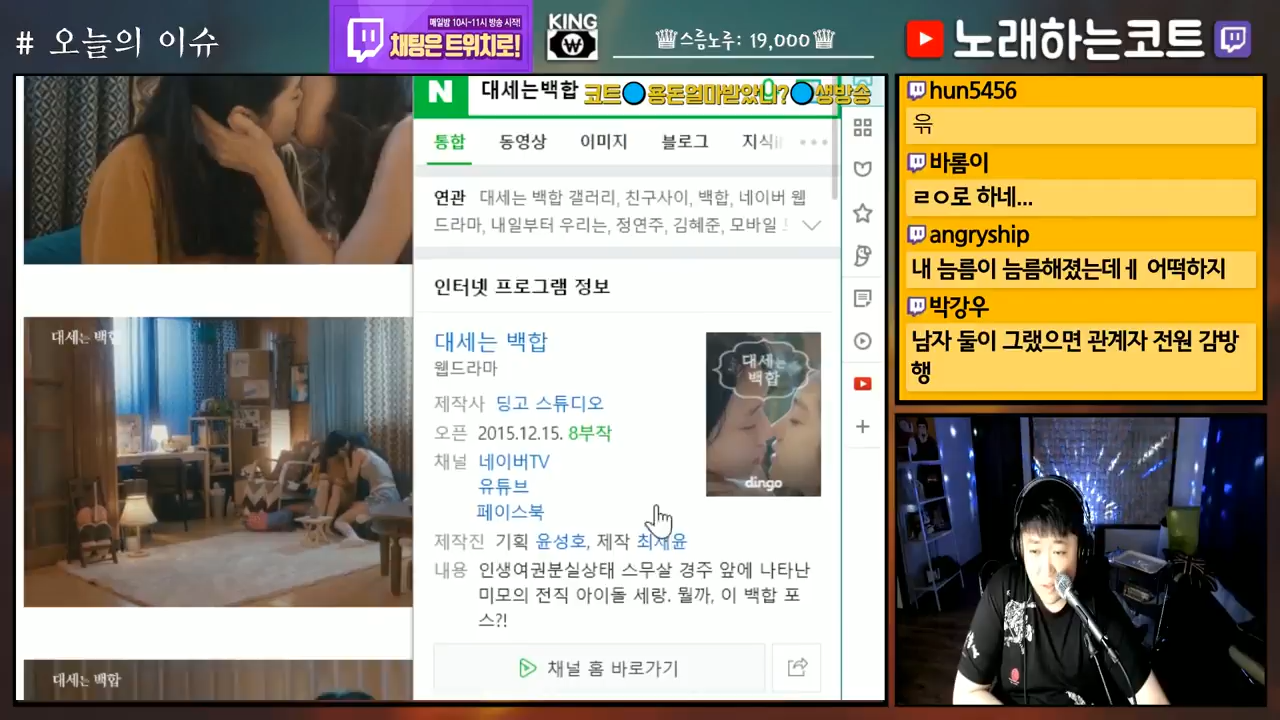 # 오늘의 이슈
매일밤 10시~11시 방송 시작!
채팅은 트위치로!
KING
₩
스름노루: 19,000
노래하는코트
N 대세는백합
코트 용돈얼마받았나? 생방송
통합 동영상 이미지 블로그 지식in
연관 대세는 백합 갤러리, 친구사이, 백합, 네이버 웹
드라마, 내일부터 우리는, 정연주, 김혜준, 모바일
인터넷 프로그램 정보
대세는 백합
웹드라마
제작사 딩고 스튜디오
오픈 2015.12.15. 8부작
채널 네이버TV
유튜브
페이스북
제작진 기획 윤성호, 제작 최재윤
내용 인생여권분실상태 스무살 경주 앞에 나타난
미모의 전직 아이돌 세랑. 뭘까, 이 백합 포
스?!
채널 홈 바로가기
대세는
백합
dingo
대세는 백합
대세는 백합
hun5456
윾
바롬이
ㄹㅇ로 하네...
angryship
내 늠름이 늠름해졌는데ㅔ 어떡하지
박강우
남자 둘이 그랬으면 관계자 전원 감방
행